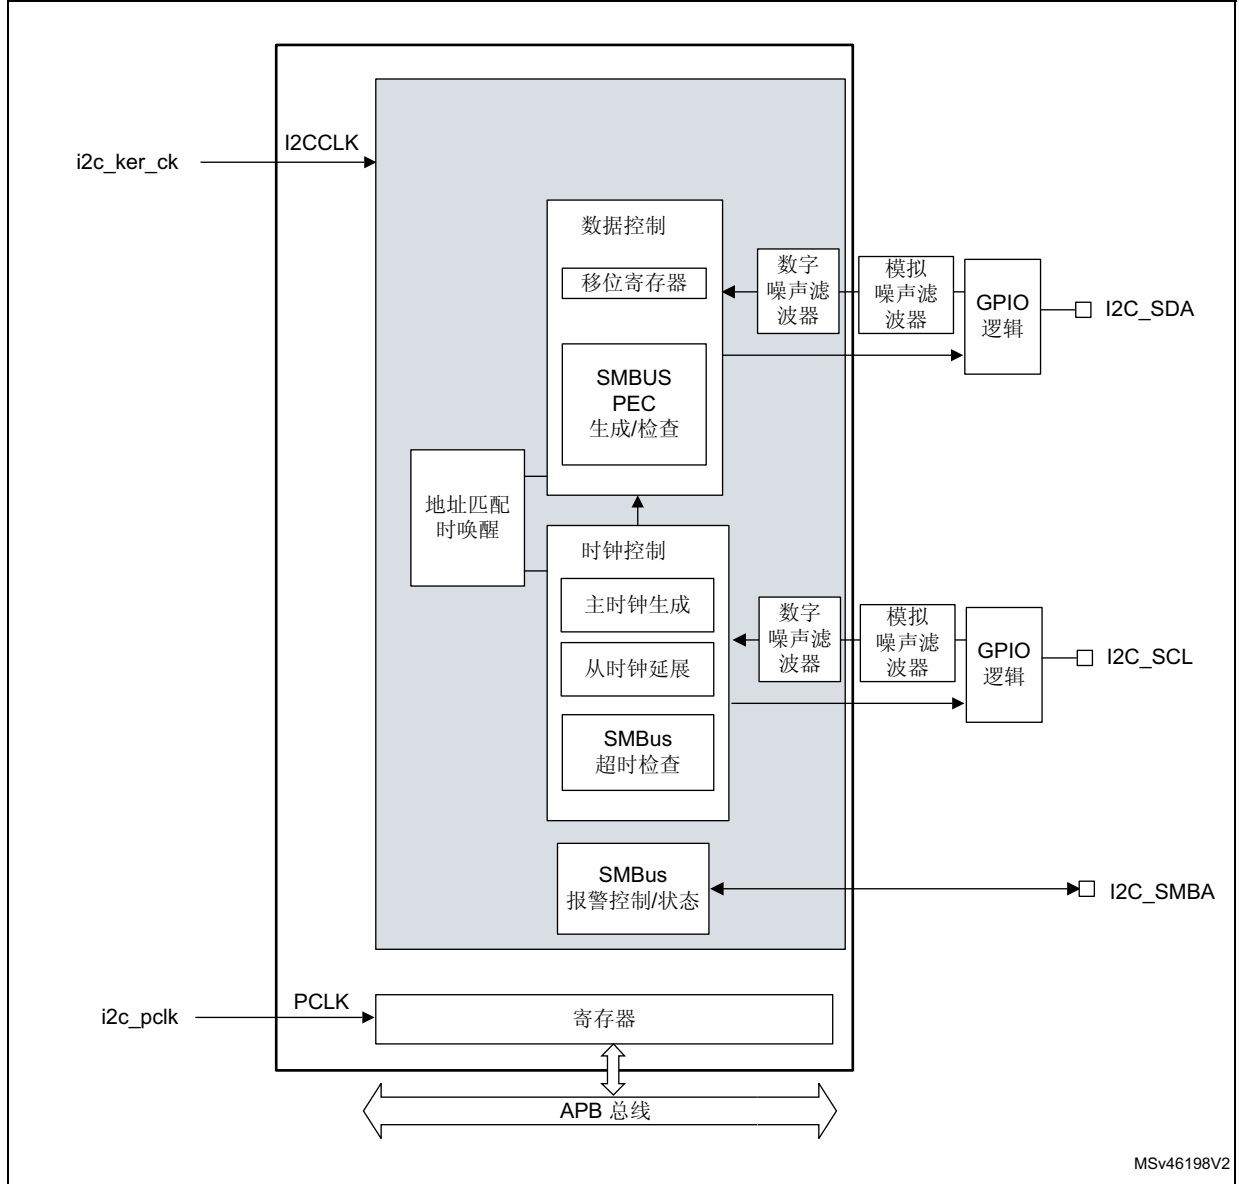 I2CCLK
i2c_ker_ck
数据控制
移位寄存器
数字
噪声滤
波器
模拟
噪声滤
波器
GPIO
逻辑
I2C_SDA
SMBUS
PEC
生成/检查
地址匹配
时唤醒
时钟控制
主时钟生成
从时钟延展
SMBus
超时检查
数字
噪声滤
波器
模拟
噪声滤
波器
GPIO
逻辑
I2C_SCL
SMBus
报警控制/状态
I2C_SMBA
PCLK
i2c_pclk
寄存器
APB 总线
MSv46198V2